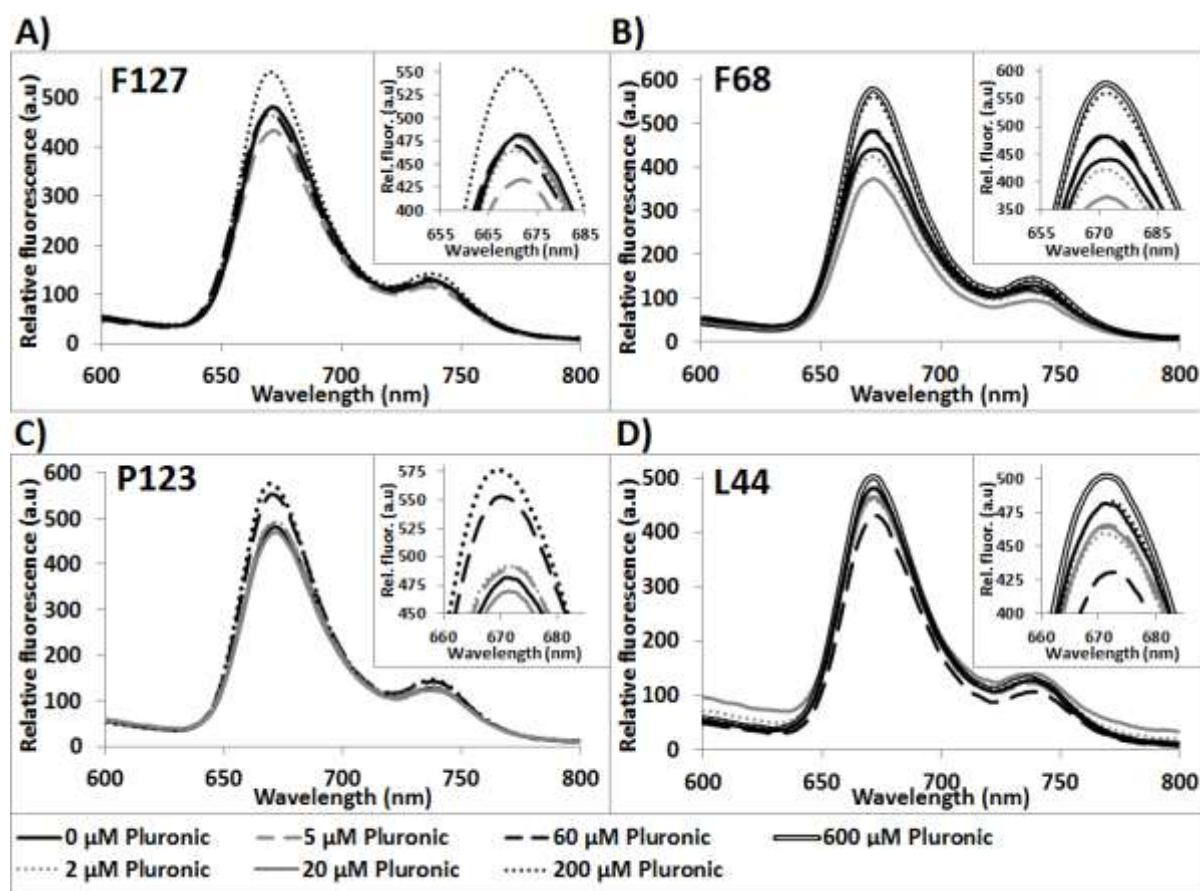 A)
F127
Relative fluorescence (a.u)
500
400
300
200
100
0
600 650 700 750 800
Wavelength (nm)
Rel. fluor. (a.u)
550
525
500
475
450
425
400
655 665 675 685
Wavelength (nm)
B)
F68
Relative fluorescence (a.u)
600
500
400
300
200
100
0
600 650 700 750 800
Wavelength (nm)
Rel. fluor. (a.u)
600
550
500
450
400
350
655 670 685
Wavelength (nm)
C)
P123
Relative fluorescence (a.u)
600
500
400
300
200
100
0
600 650 700 750 800
Wavelength (nm)
Rel. fluor. (a.u)
575
550
525
500
475
450
660 670 680
Wavelength (nm)
D)
L44
Relative fluorescence (a.u)
500
400
300
200
100
0
600 650 700 750 800
Wavelength (nm)
Rel. fluor. (a.u)
500
475
450
425
400
660 670 680
Wavelength (nm)
0 µM Pluronic 5 µM Pluronic 60 µM Pluronic 600 µM Pluronic
2 µM Pluronic 20 µM Pluronic 200 µM Pluronic